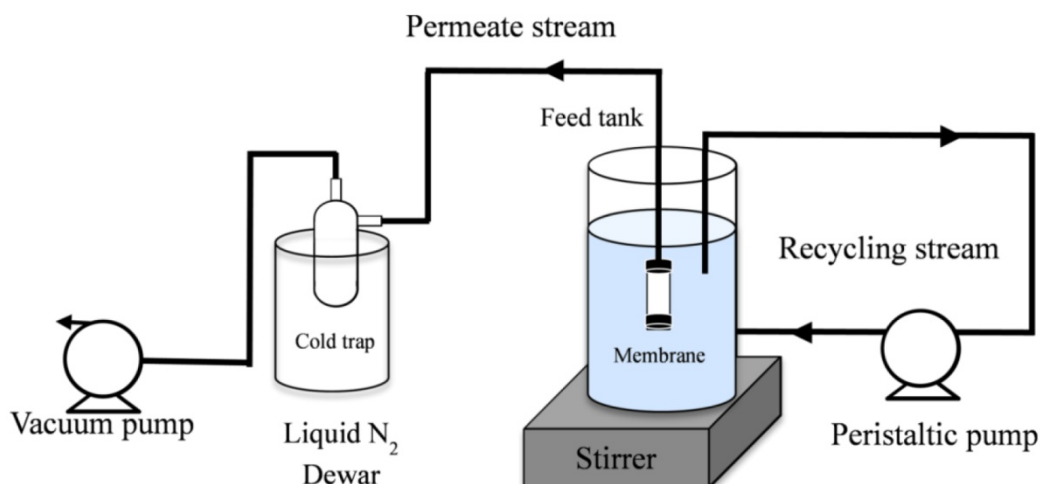 Permeate stream
Feed tank
Recycling stream
Cold trap
Membrane
Vacuum pump
Liquid N₂
Dewar
Stirrer
Peristaltic pump